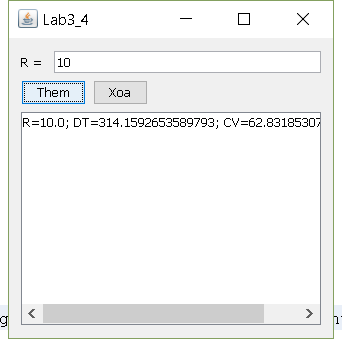 Lab3_4
R =
10
Them
Xoa
R=10.0; DT=314.1592653589793; CV=62.83185307
g